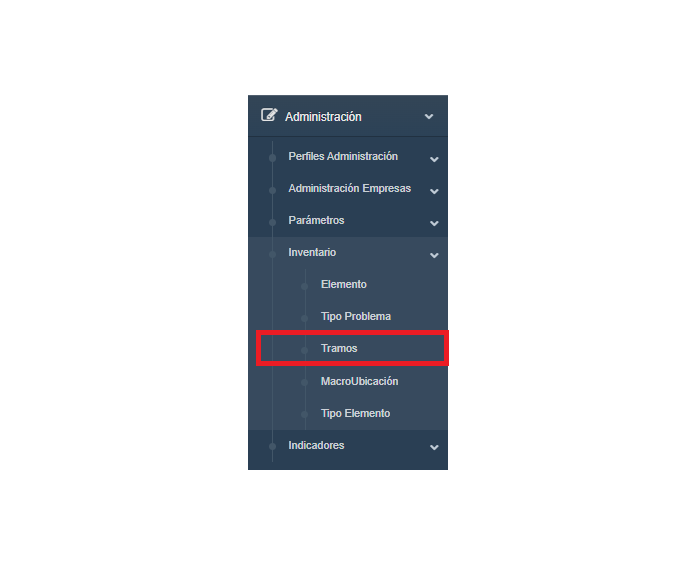 Administración
Perfiles Administración
Administración Empresas
Parámetros
Inventario
Elemento
Tipo Problema
Tramos
MacroUbicación
Tipo Elemento
Indicadores